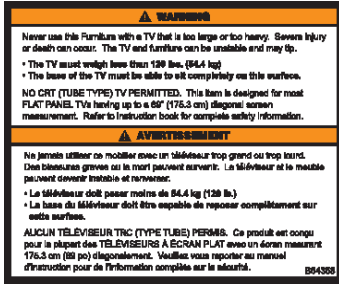 WARNING
Never use this Furniture with a TV that is too large or too heavy. Severe injury
or death can occur. The TV and furniture can be unstable and may tip.
• The TV must weigh less than 120 lbs. (54.4 kg)
• The base of the TV must be able to sit completely on this surface.
NO CRT (TUBE TYPE) TV PERMITTED. This item is designed for most
FLAT PANEL TVs having up to a 69" (175.3 cm) diagonal screen
measurement. Refer to instruction book for complete safety information.
AVERTISSEMENT
Ne jamais utiliser ce mobilier avec un téléviseur trop grand ou trop lourd.
Des blessures graves ou la mort peuvent survenir. Le téléviseur et le meuble
peuvent devenir instable et renverser.
• Le téléviseur doit peser moins de 54.4 kg (120 lb.)
• La base du téléviseur doit être capable de reposer complètement sur
cette surface.
AUCUN TÉLÉVISEUR TRC (TYPE TUBE) PERMIS. Ce produit est conçu
pour la plupart des TÉLÉVISEURS À ÉCRAN PLAT avec un écran mesurant
175.3 cm (69 po) diagonalement. Veuillez vous reporter au manuel
d'instruction pour de l'information complète sur la sécurité.
B64358